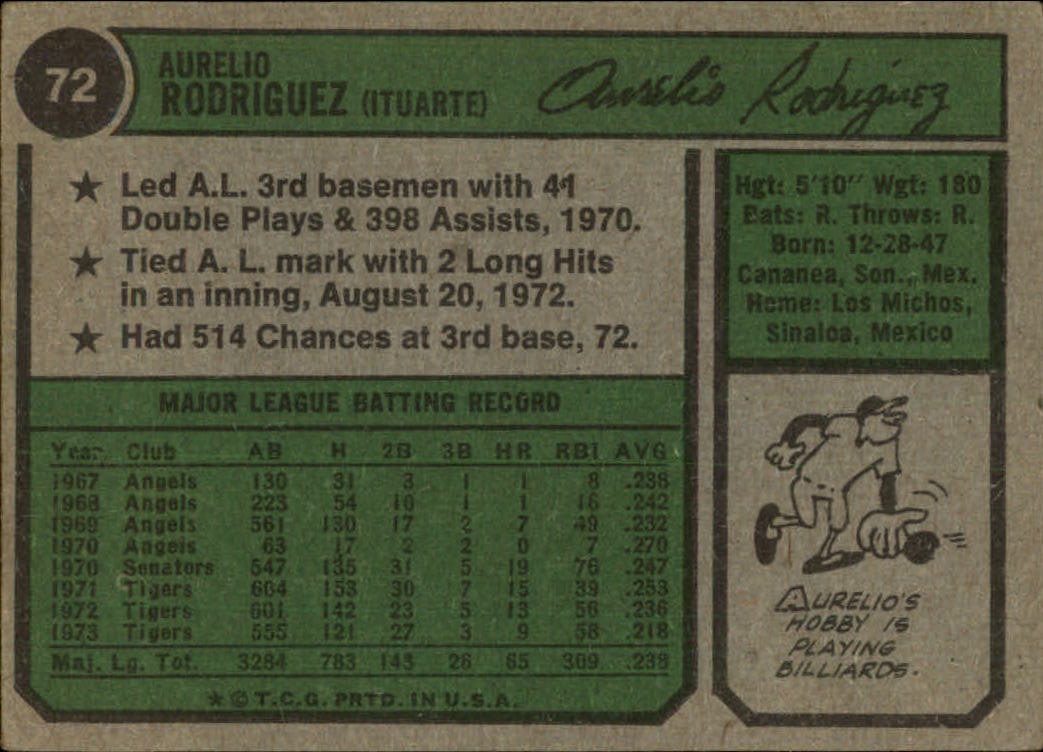 72
AURELIO
RODRIGUEZ (ITUARTE)
Aurelio Rodriguez
★ Led A.L. 3rd basemen with 41
Double Plays & 398 Assists, 1970.
★ Tied A. L. mark with 2 Long Hits
in an inning, August 20, 1972.
★ Had 514 Chances at 3rd base, 72.
Hgt: 5'10" Wgt: 180
Bats: R. Throws: R.
Born: 12-28-47
Cananea, Son., Mex.
Home: Los Michos,
Sinaloa, Mexico
MAJOR LEAGUE BATTING RECORD
Year Club AB H 2B 3B HR RBI AVG
1967 Angels 130 31 3 1 1 8 .238
1968 Angels 223 54 10 1 1 16 .242
1969 Angels 561 130 17 2 7 49 .232
1970 Angels 63 17 2 2 0 7 .270
1970 Senators 547 135 31 5 19 76 .247
1971 Tigers 604 153 30 7 15 39 .253
1972 Tigers 601 142 23 5 13 56 .236
1973 Tigers 555 121 27 3 9 58 .218
Maj. Lg. Tot. 3284 783 143 26 65 309 .238
★ © T.C.G. PRTD. IN U.S.A.
AURELIO'S
HOBBY IS
PLAYING
BILLIARDS.